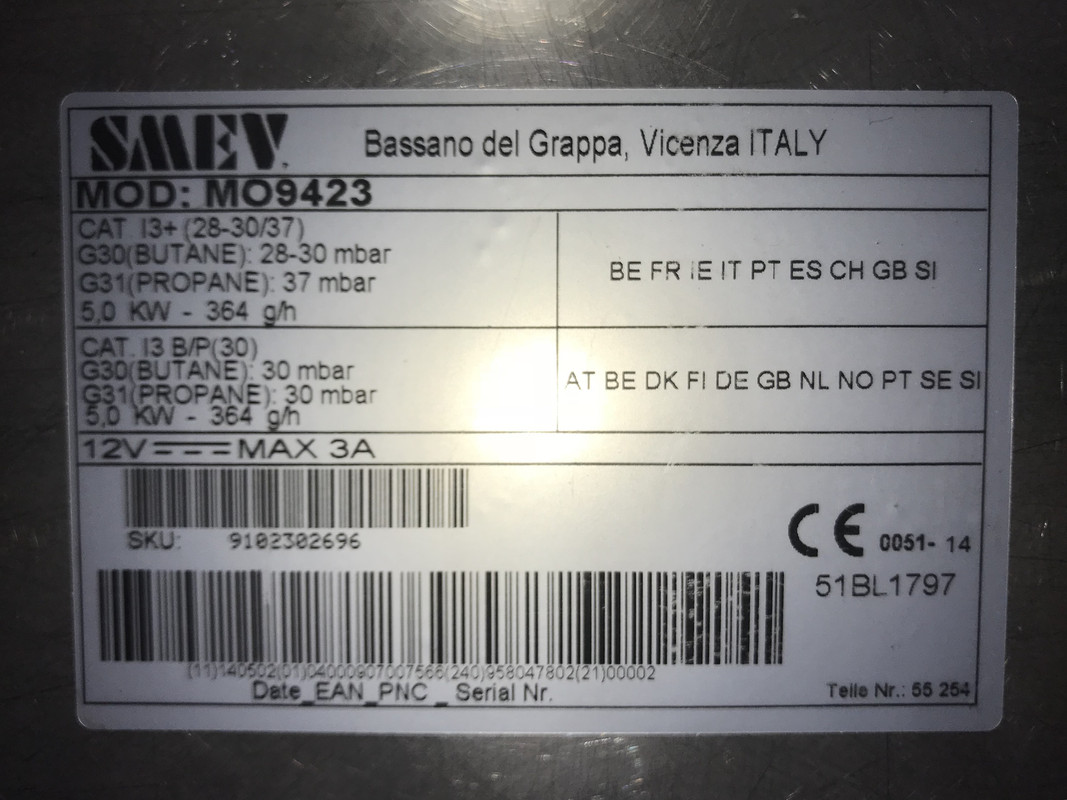 SMEV
Bassano del Grappa, Vicenza ITALY
MOD: MO9423
CAT. I3+ (28-30/37)
G30(BUTANE): 28-30 mbar
G31(PROPANE): 37 mbar
5,0 KW - 364 g/h
BE FR IE IT PT ES CH GB SI
CAT. I3 B/P(30)
G30(BUTANE): 30 mbar
G31(PROPANE): 30 mbar
5,0 KW - 364 g/h
AT BE DK FI DE GB NL NO PT SE SI
12V MAX 3A
SKU: 9102302696
CE 0051- 14
51BL1797
(11)140502(01)04000907007566(240)958047802(21)00002
Date_EAN_PNC _ Serial Nr.
Teile Nr.: 55 254